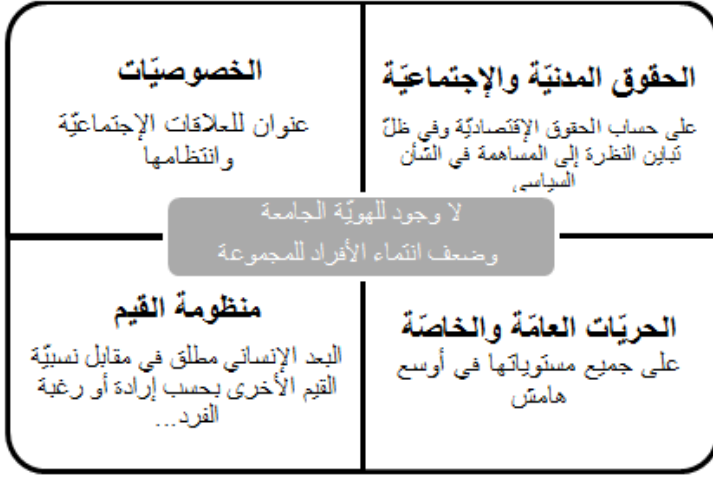 الحقوق المدنيّة والإجتماعيّة
على حساب الحقوق الإقتصاديّة وفي ظلّ
تباين النظرة إلى المساهمة في الشّأن
السياسي
الخصوصيّات
عنوان للعلاقات الإجتماعيّة
وانتظامها
لا وجود للهويّة الجامعة
وضعف انتماء الأفراد للمجموعة
الحريّات العامّة والخاصّة
على جميع مستوياتها في أوسع
هامش
منظومة القيم
البعد الإنساني مطلق في مقابل نسبيّة
القيم الأخرى بحسب إرادة أو رغبة
الفرد...